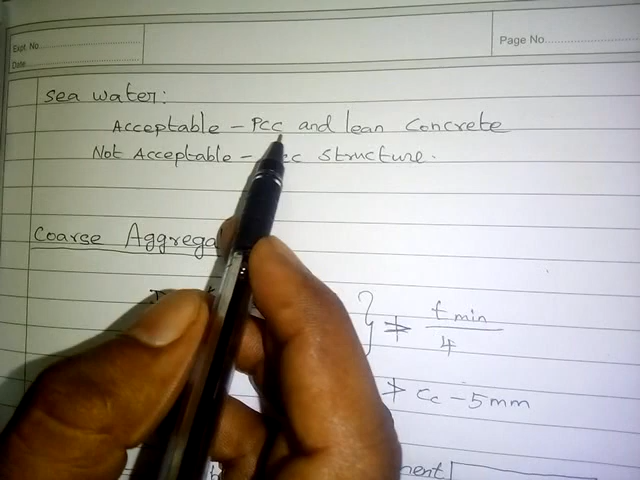 Expt. No.
Date
Page No.
Sea water:
Acceptable - PCC and lean Concrete
Not Acceptable - cc structure.
Coarse Aggrega
} ≯ tmin / 4
≯ Cc - 5mm
ment